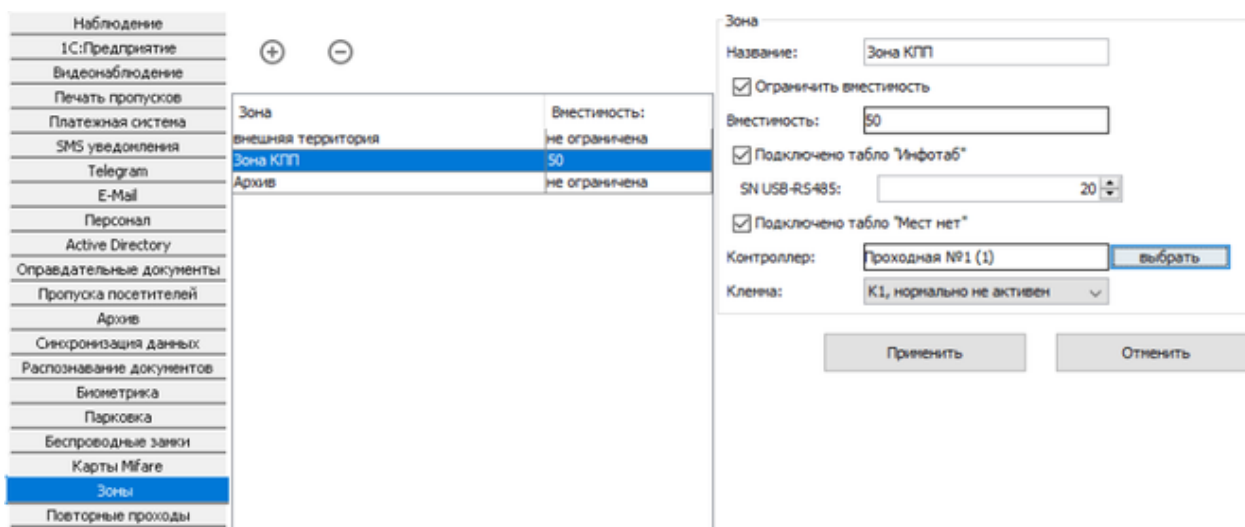 Наблюдение
1С:Предприятие
Видеонаблюдение
Печать пропусков
Платежная система
SMS уведомления
Telegram
E-Mail
Персонал
Active Directory
Оправдательные документы
Пропуска посетителей
Архив
Синхронизация данных
Распознавание документов
Биометрика
Парковка
Беспроводные замки
Карты Mifare
Зоны
Повторные проходы
Зона Вместимость:
внешняя территория не ограничена
Зона КПП 50
Архив не ограничена
Зона
Название: Зона КПП
Ограничить вместимость
Вместимость: 50
Подключено табло "Инфотаб"
SN USB-RS485: 20
Подключено табло "Мест нет"
Контроллер: Проходная №1 (1) выбрать
Клемма: К1, нормально не активен
Применить Отменить